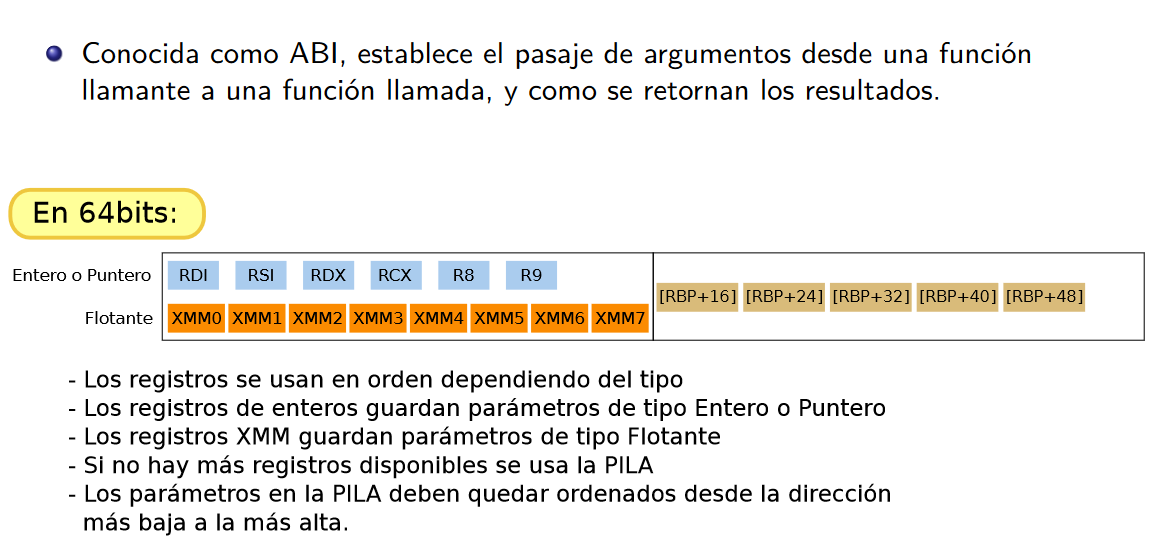 Conocida como ABI, establece el pasaje de argumentos desde una función
llamante a una función llamada, y como se retornan los resultados.
En 64bits:
Entero o Puntero RDI RSI RDX RCX R8 R9
[RBP+16] [RBP+24] [RBP+32] [RBP+40] [RBP+48]
Flotante XMM0 XMM1 XMM2 XMM3 XMM4 XMM5 XMM6 XMM7
- Los registros se usan en orden dependiendo del tipo
- Los registros de enteros guardan parámetros de tipo Entero o Puntero
- Los registros XMM guardan parámetros de tipo Flotante
- Si no hay más registros disponibles se usa la PILA
- Los parámetros en la PILA deben quedar ordenados desde la dirección
más baja a la más alta.